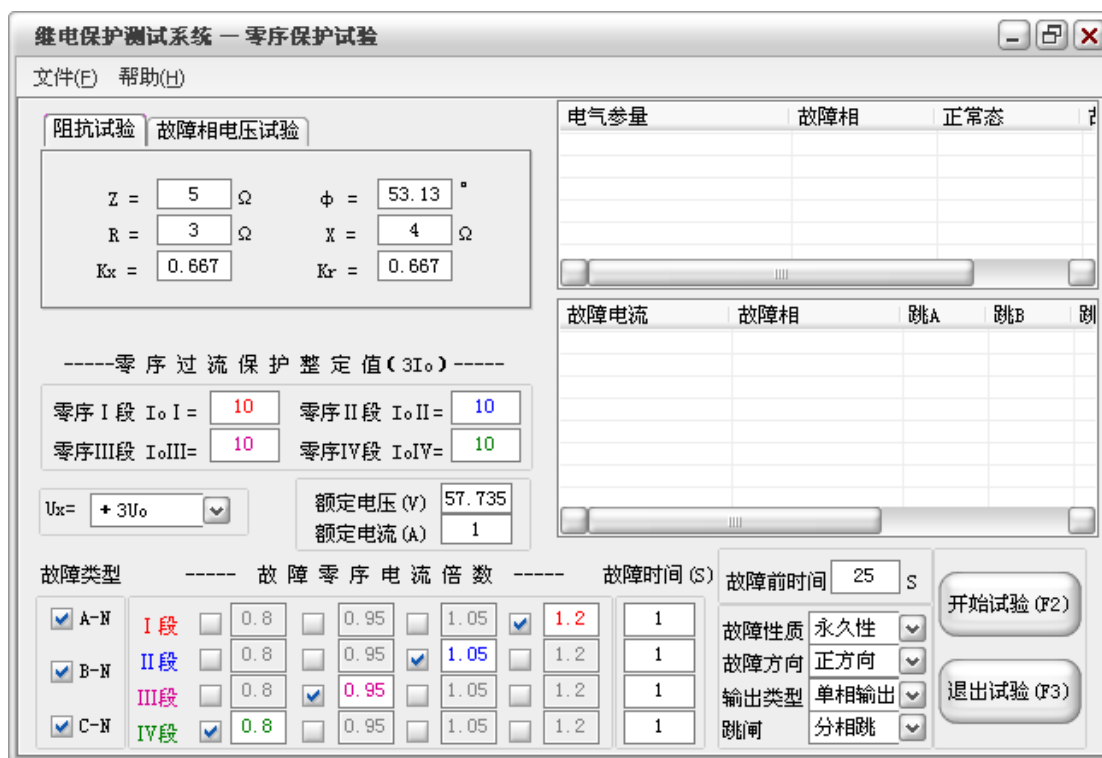 继电保护测试系统 — 零序保护试验
文件(F) 帮助(H)
阻抗试验 故障相电压试验
Z = 5 Ω φ = 53.13 °
R = 3 Ω X = 4 Ω
Kx = 0.667 Kr = 0.667
-----零序过流保护整定值(3Io)-----
零序I段 IoI= 10 零序II段 IoII= 10
零序III段 IoIII= 10 零序IV段 IoIV= 10
Ux= + 3Uo
额定电压(V) 57.735
额定电流(A) 1
电气参量 故障相 正常态
故障电流 故障相 跳A 跳B 跳
故障类型 ----- 故障零序电流倍数 ----- 故障时间(S)
A-N I段 0.8 0.95 1.05 1.2 1
B-N II段 0.8 0.95 1.05 1.2 1
III段 0.8 0.95 1.05 1.2 1
C-N IV段 0.8 0.95 1.05 1.2 1
故障前时间 25 S
故障性质 永久性
故障方向 正方向
输出类型 单相输出
跳闸 分相跳
开始试验(F2)
退出试验(F3)